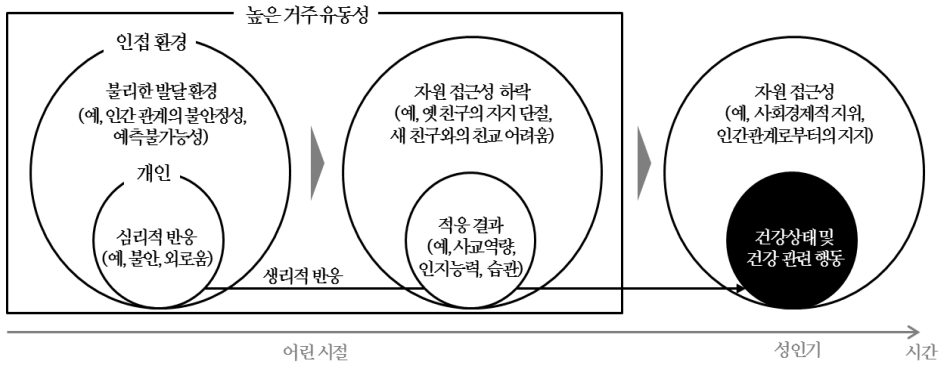 높은 거주 유동성
인접 환경
불리한 발달 환경
(예, 인간 관계의 불안정성,
예측불가능성)
개인
심리적 반응
(예, 불안, 외로움)
생리적 반응
자원 접근성 하락
(예, 옛 친구의 지지 단절,
새 친구와의 친교 어려움)
적응 결과
(예, 사교역량,
인지능력, 습관)
자원 접근성
(예, 사회경제적 지위,
인간관계로부터의 지지)
건강상태 및
건강 관련 행동
어린 시절
성인기
시간